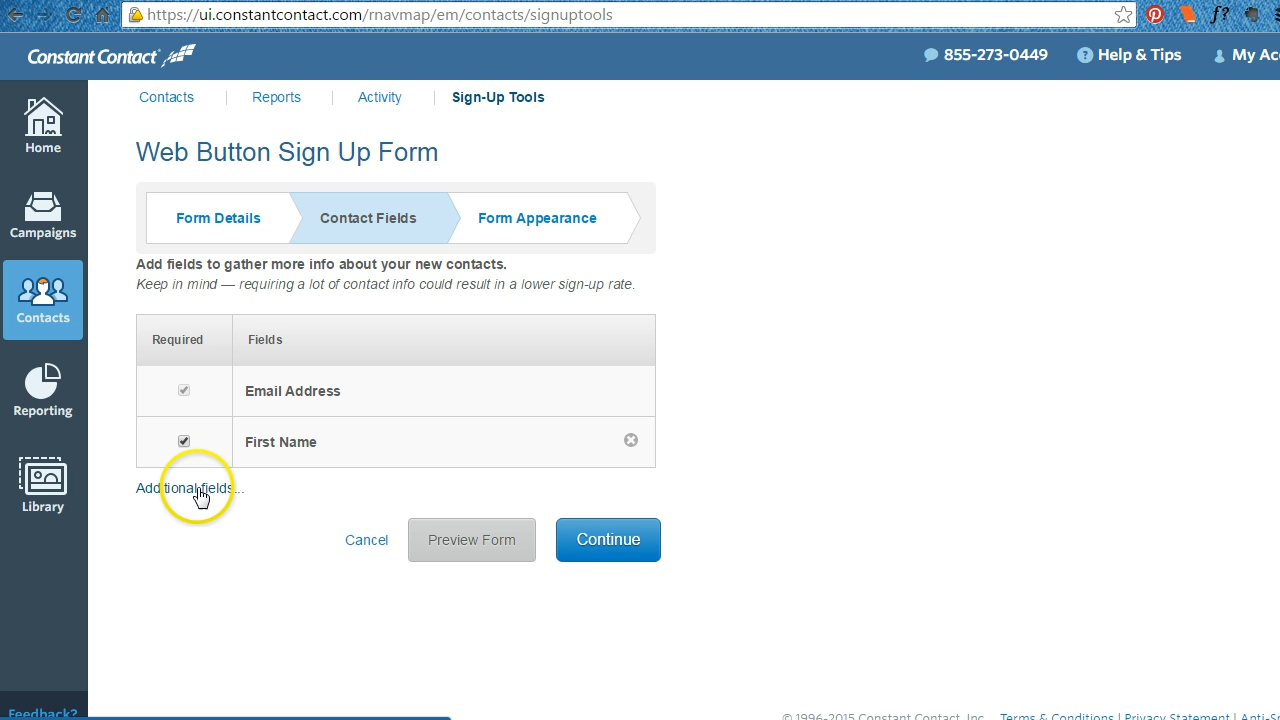 https://ui.constantcontact.com/rnavmap/em/contacts/signuptools
f?
Constant Contact
855-273-0449
? Help & Tips
My Acc
Contacts
Reports
Activity
Sign-Up Tools
Home
Campaigns
Contacts
Reporting
Library
Feedback?
Web Button Sign Up Form
Form Details
Contact Fields
Form Appearance
Add fields to gather more info about your new contacts.
Keep in mind — requiring a lot of contact info could result in a lower sign-up rate.
Required
Fields
Email Address
First Name
Additional fields...
Cancel
Preview Form
Continue
© 1996-2015 Constant Contact, Inc.
Terms & Conditions | Privacy Statement | Anti-S